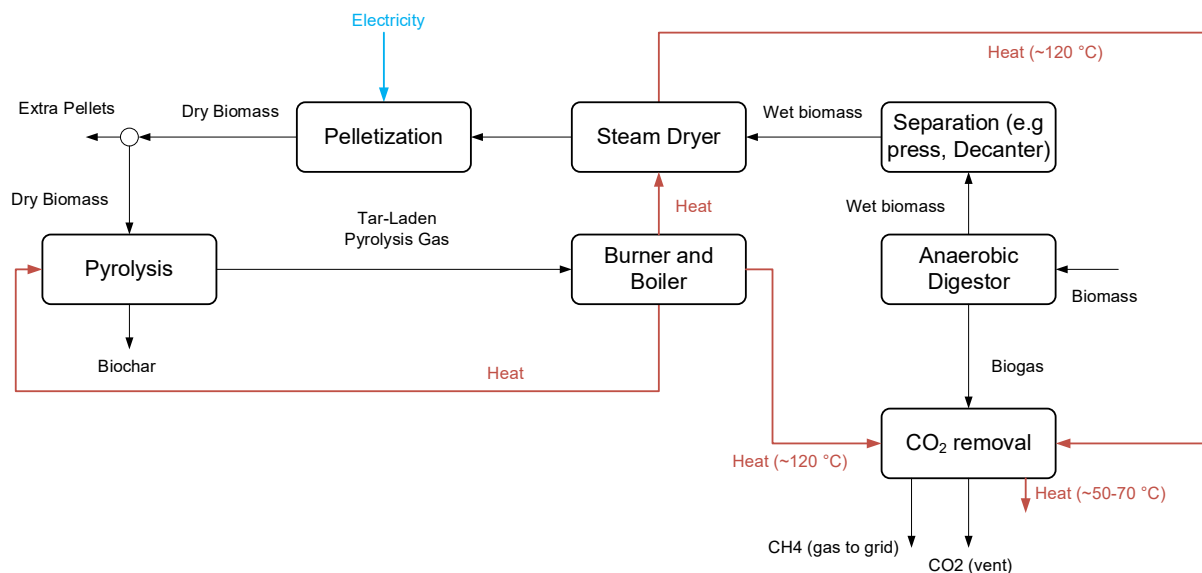 Electricity
Heat (~120 °C)
Extra Pellets
Dry Biomass
Pelletization
Steam Dryer
Wet biomass
Separation (e.g
press, Decanter)
Dry Biomass
Tar-Laden
Pyrolysis Gas
Heat
Wet biomass
Pyrolysis
Burner and
Boiler
Anaerobic
Digestor
Biomass
Biochar
Heat
Biogas
CO₂ removal
Heat (~120 °C)
Heat (~50-70 °C)
CH4 (gas to grid)
CO2 (vent)